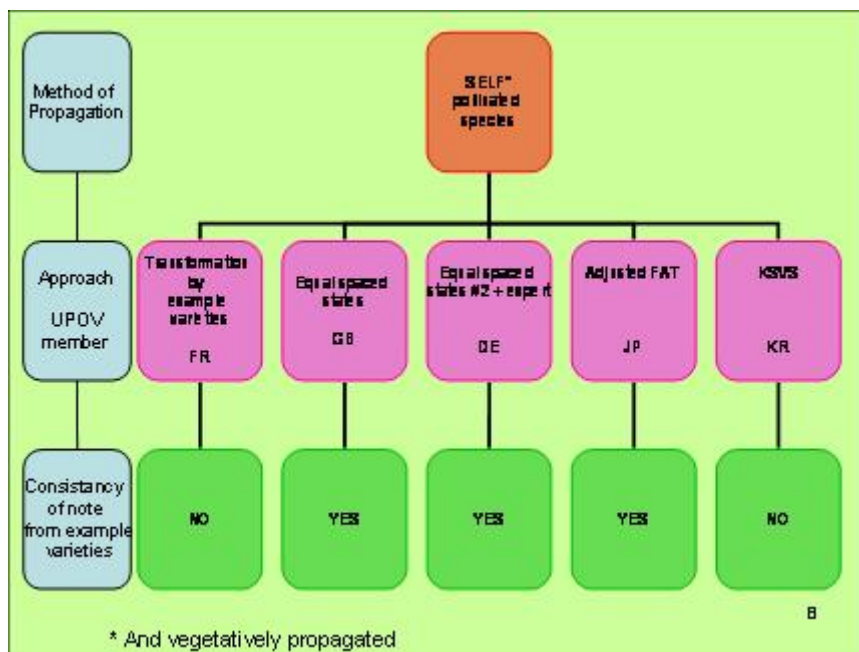 Method of
Propagation
SELF*
pollinated
species
Approach
UPOV
member
Transformation
by
example
varieties
FR
Equal spaced
states
GB
Equal spaced
states #2 + expert
DE
Adjusted FAT
JP
KSVS
KR
Consistancy
of note
from example
varieties
NO
YES
YES
YES
NO
* And vegetatively propagated